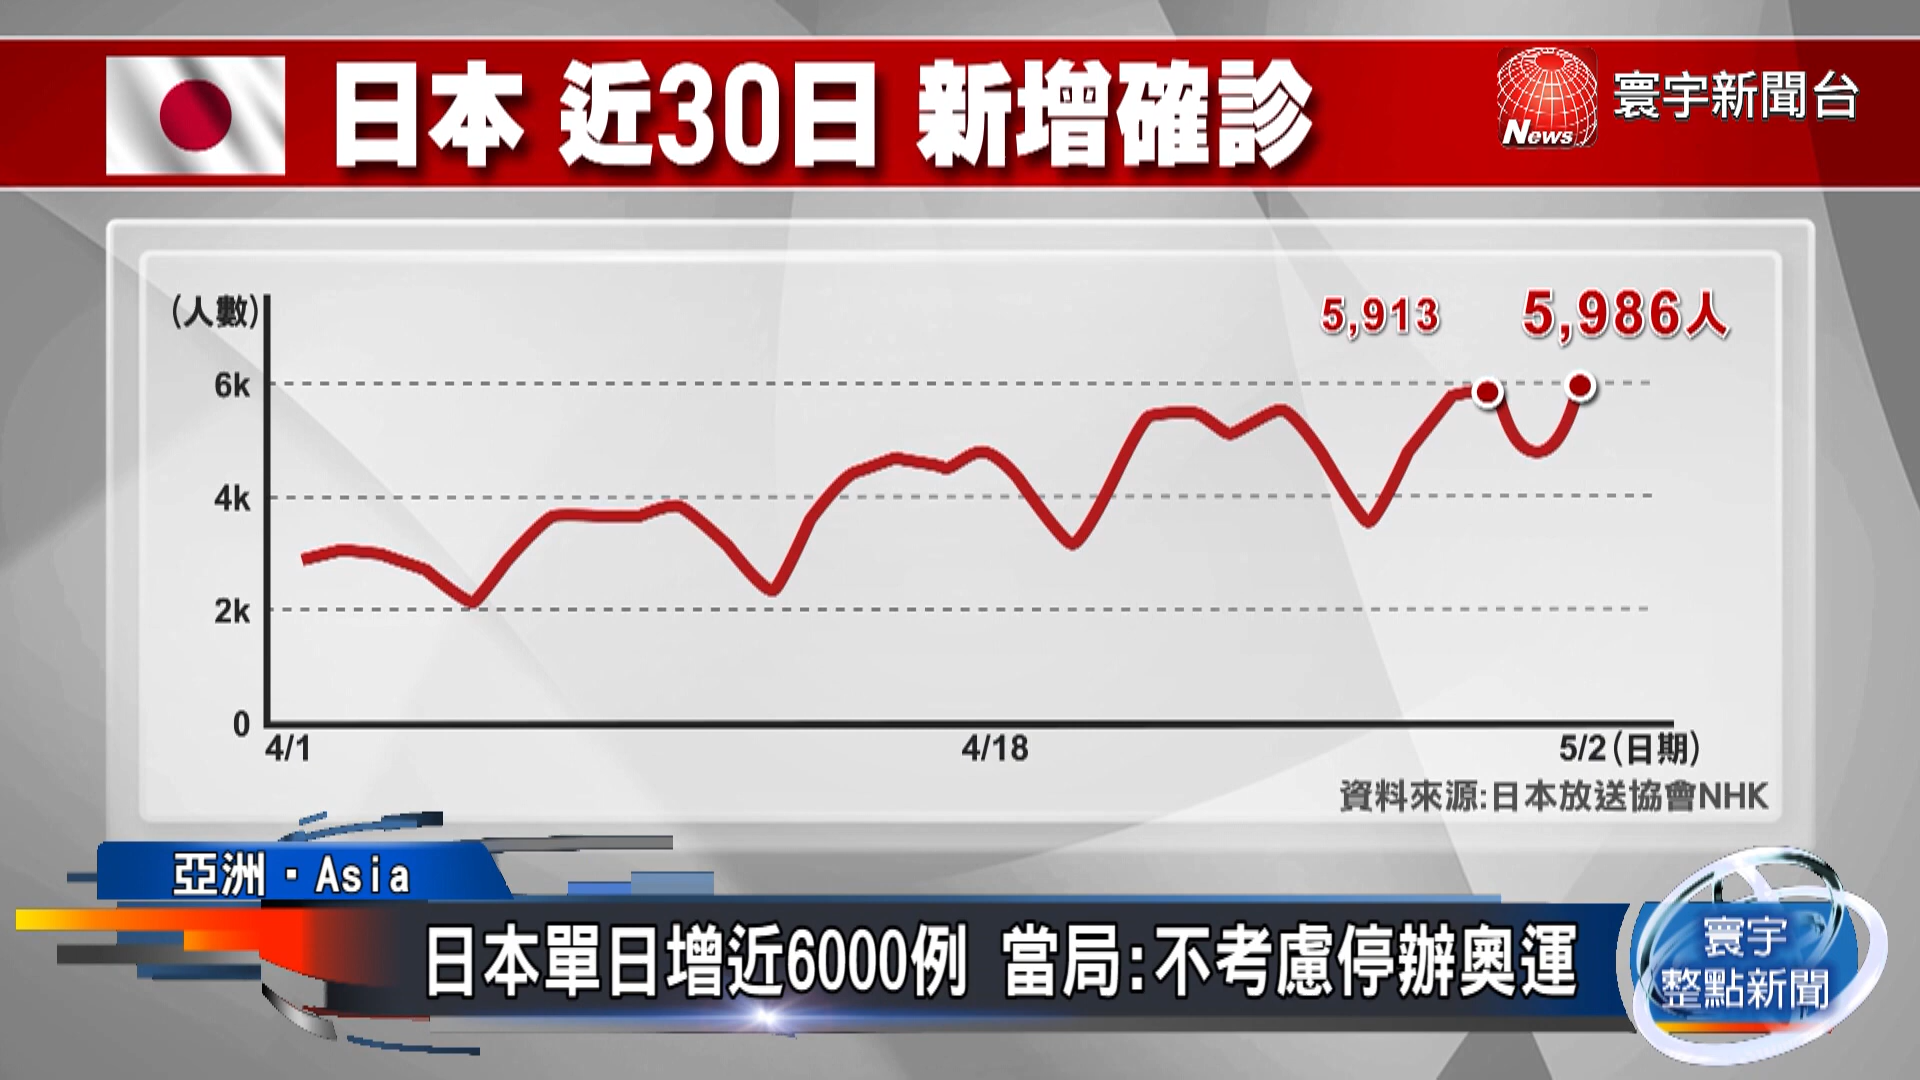 日本 近30日 新增確診
News
寰宇新聞台
(人數)
5,913
5,986人
6k
4k
2k
0
4/1
4/18
5/2(日期)
資料來源:日本放送協會NHK
亞洲·Asia
日本單日增近6000例 當局:不考慮停辦奧運
寰宇
整點新聞